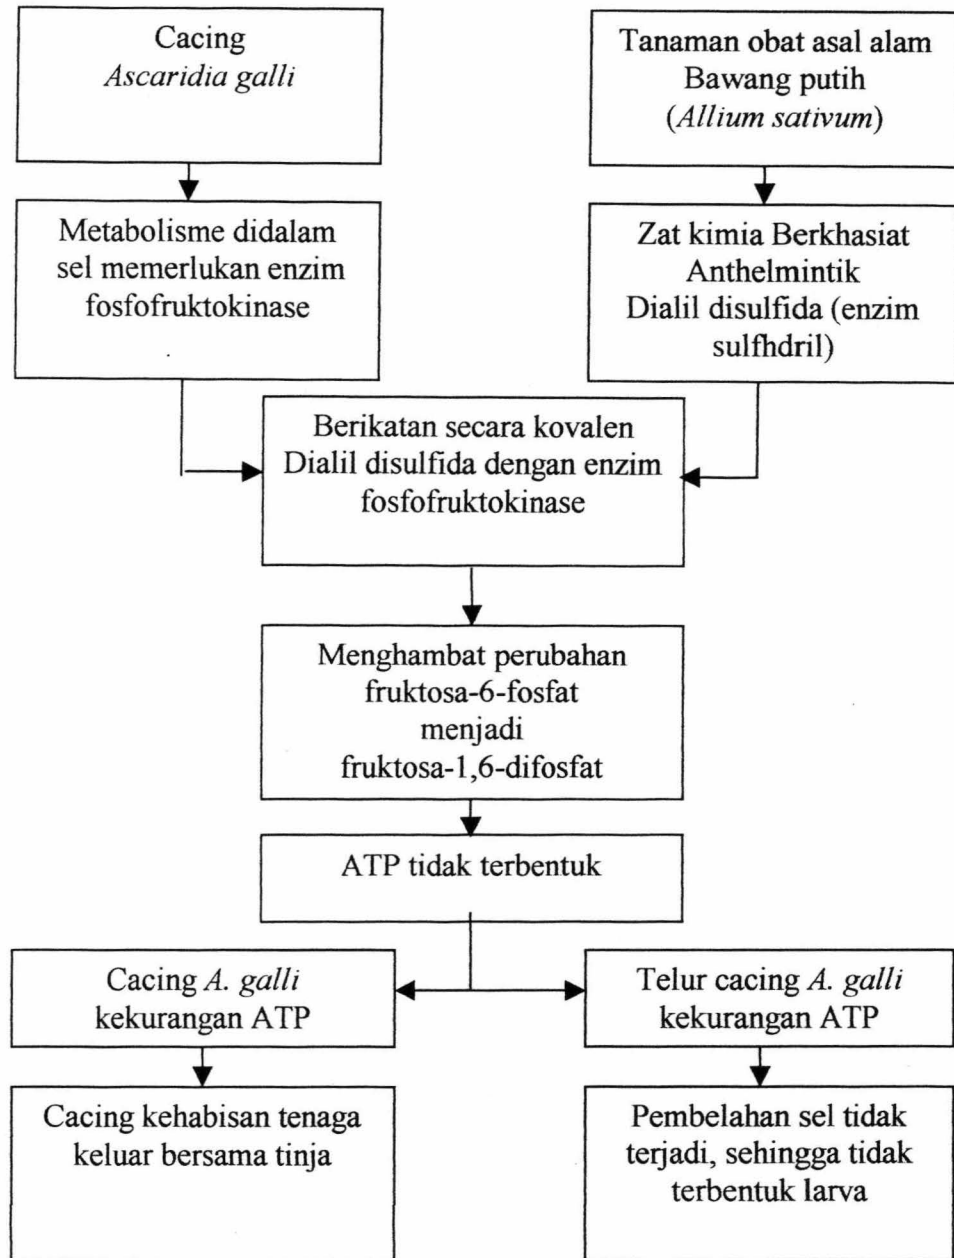 Cacing
Ascaridia galli
Tanaman obat asal alam
Bawang putih
(Allium sativum)
Metabolisme didalam
sel memerlukan enzim
fosfofruktokinase
Zat kimia Berkhasiat
Anthelmintik
Dialil disulfida (enzim
sulfhdril)
Berikatan secara kovalen
Dialil disulfida dengan enzim
fosfofruktokinase
Menghambat perubahan
fruktosa-6-fosfat
menjadi
fruktosa-1,6-difosfat
ATP tidak terbentuk
Cacing A. galli
kekurangan ATP
Telur cacing A. galli
kekurangan ATP
Cacing kehabisan tenaga
keluar bersama tinja
Pembelahan sel tidak
terjadi, sehingga tidak
terbentuk larva